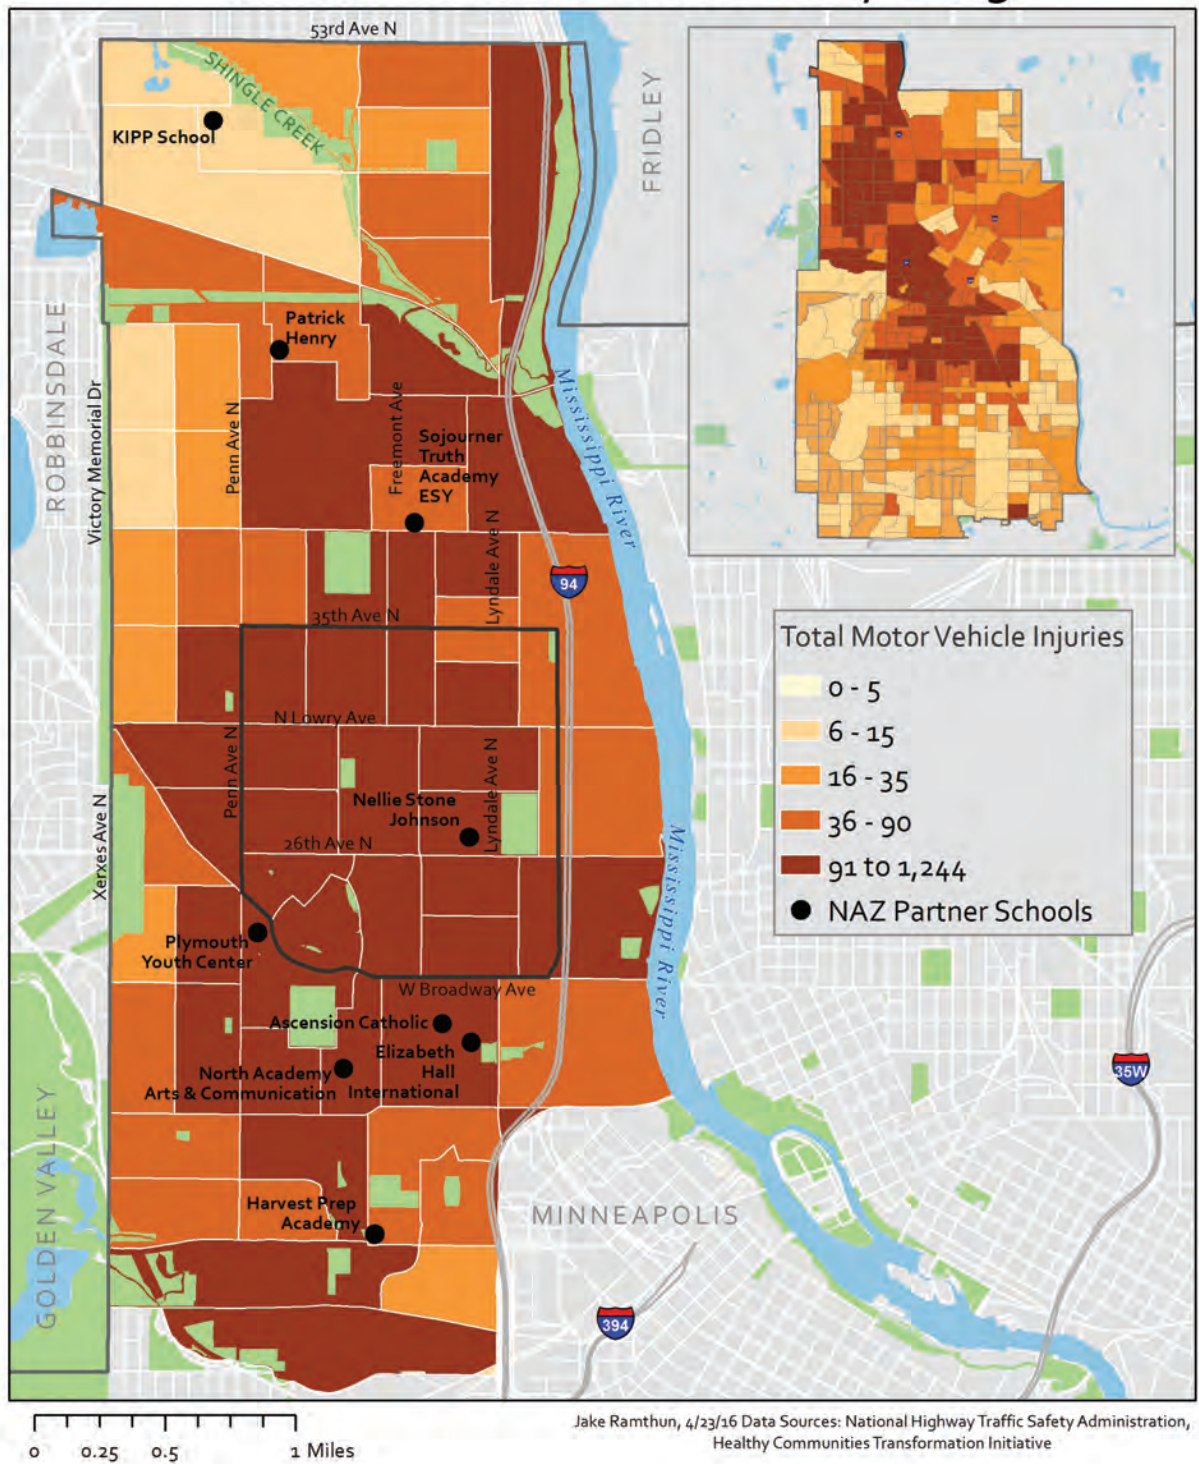 53rd Ave N
SHINGLE CREEK
KIPP School
FRIDLEY
ROBBINSDALE
Patrick
Henry
Victory Memorial Dr
Penn Ave N
Freemont Ave
Sojourner
Truth
Academy
ESY
Mississippi River
Lyndale Ave N
94
35th Ave N
N Lowry Ave
Penn Ave N
Nellie Stone
Johnson
Lyndale Ave N
26th Ave N
Xerxes Ave N
Mississippi River
Plymouth
Youth Center
W Broadway Ave
Ascension Catholic
Elizabeth
Hall
International
North Academy
Arts & Communication
GOLDEN VALLEY
Harvest Prep
Academy
MINNEAPOLIS
35W
394
Total Motor Vehicle Injuries
0 - 5
6 - 15
16 - 35
36 - 90
91 to 1,244
NAZ Partner Schools
0 0.25 0.5 1 Miles
Jake Ramthun, 4/23/16 Data Sources: National Highway Traffic Safety Administration,
Healthy Communities Transformation Initiative